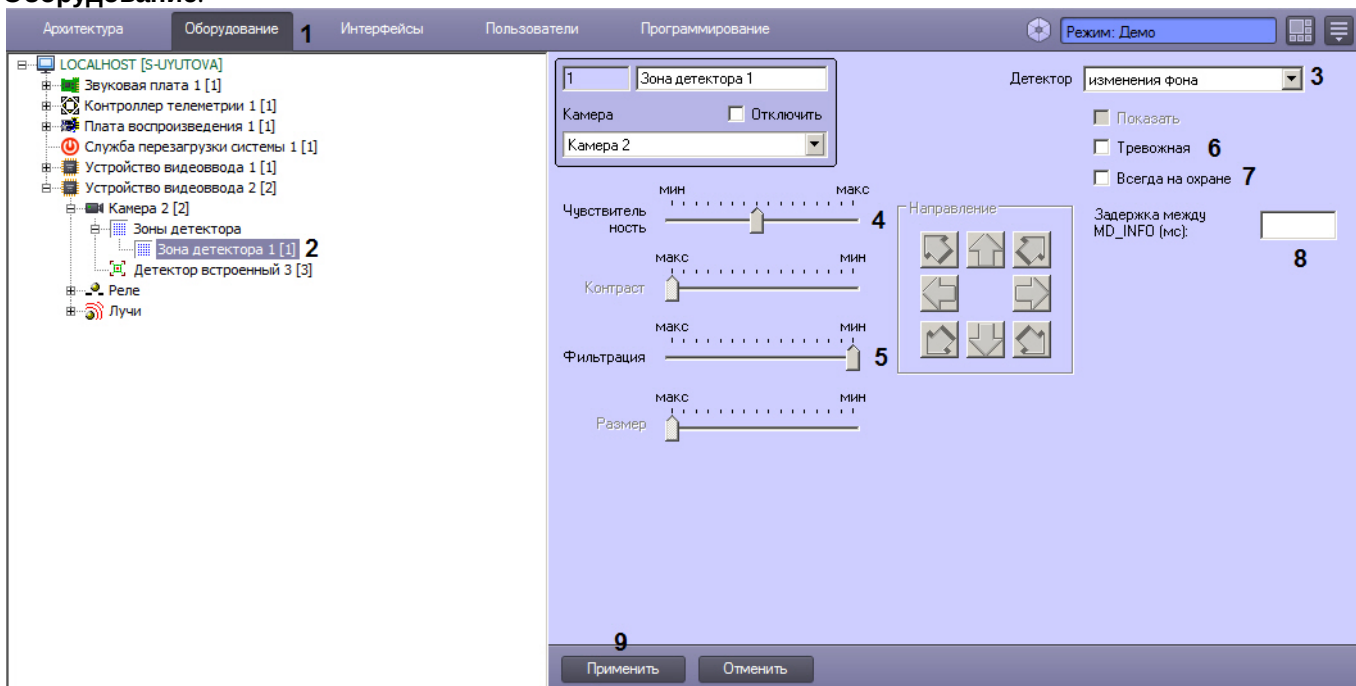 Оборудование.
Архитектура Оборудование 1 Интерфейсы Пользователи Программирование Режим: Демо
LOCALHOST [S-UYUTOVA]
Звуковая плата 1 [1]
Контроллер телеметрии 1 [1]
Плата воспроизведения 1 [1]
Служба перезагрузки системы 1 [1]
Устройство видеоввода 1 [1]
Устройство видеоввода 2 [2]
Камера 2 [2]
Зоны детектора
Зона детектора 1 [1] 2
Детектор встроенный 3 [3]
Реле
Лучи
1 Зона детектора 1
Камера Отключить
Камера 2
мин макс
Чувствитель
ность 4
макс мин
Контраст
макс мин
Фильтрация 5
макс мин
Размер
Направление
Детектор изменения фона 3
Показать
Тревожная 6
Всегда на охране 7
Задержка между
MD_INFO (мс):
8
9
Применить Отменить